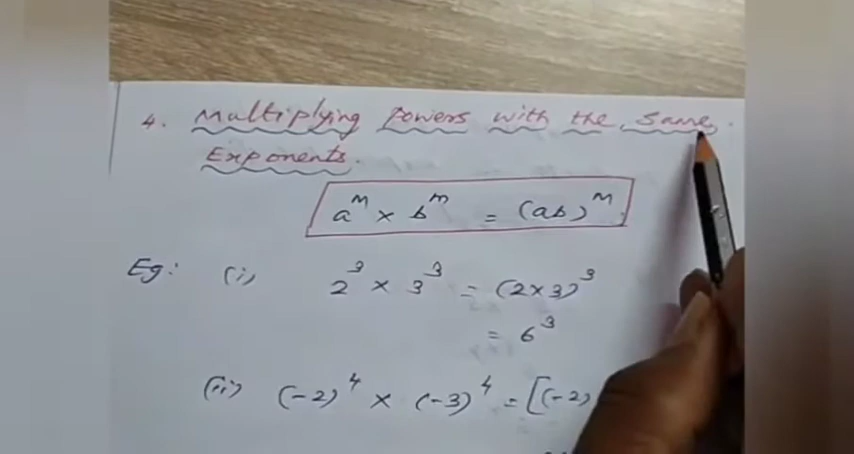 4. Multiplying Powers with the same
Exponents.
a^m × b^m = (ab)^m
Eg: (i) 2^3 × 3^3 = (2×3)^3
= 6^3
(ii) (-2)^4 × (-3)^4 = [(-2)